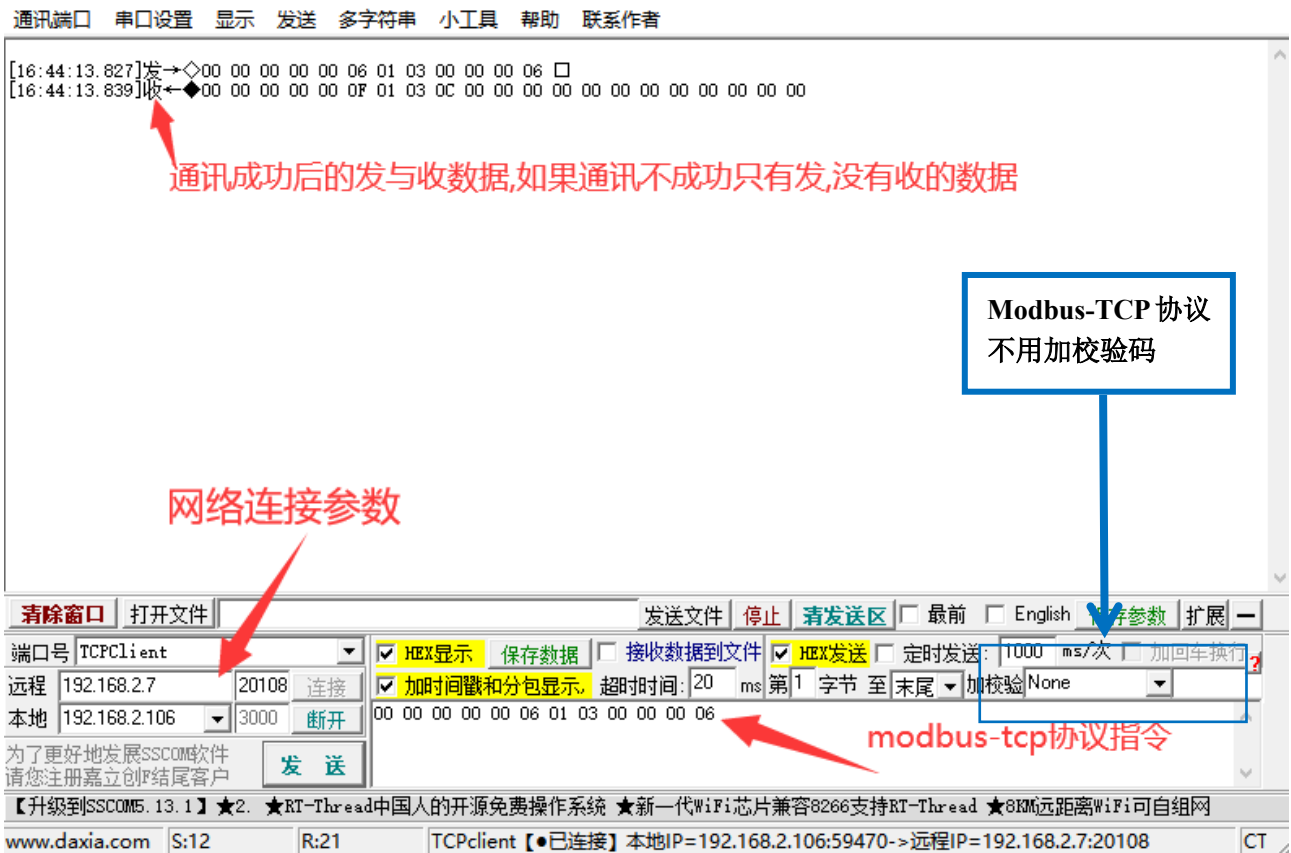 通讯端口 串口设置 显示 发送 多字符串 小工具 帮助 联系作者
[16:44:13.827]发→◇00 00 00 00 00 06 01 03 00 00 00 06 □
[16:44:13.839]收←◆00 00 00 00 00 0F 01 03 0C 00 00 00 00 00 00 00 00 00 00 00 00
通讯成功后的发与收数据,如果通讯不成功只有发,没有收的数据
Modbus-TCP 协议
不用加校验码
网络连接参数
清除窗口 打开文件 发送文件 停止 清发送区 最前 English 存参数 扩展 —
端口号 TCPClient HEX显示 保存数据 接收数据到文件 HEX发送 定时发送: 1000 ms/次 加回车换行 ?
远程 192.168.2.7 20108 连接 加时间戳和分包显示, 超时时间: 20 ms 第 1 字节 至 末尾 加校验 None
本地 192.168.2.106 3000 断开 00 00 00 00 00 06 01 03 00 00 00 06
modbus-tcp协议指令
为了更好地发展SSCOM软件
请您注册嘉立创F结尾客户
发 送
【升级到SSCOM5.13.1】★2. ★RT-Thread中国人的开源免费操作系统 ★新一代WiFi芯片兼容8266支持RT-Thread ★8KM远距离WiFi可自组网
www.daxia.com S:12 R:21 TCPclient【●已连接】本地IP=192.168.2.106:59470->远程IP=192.168.2.7:20108 CT